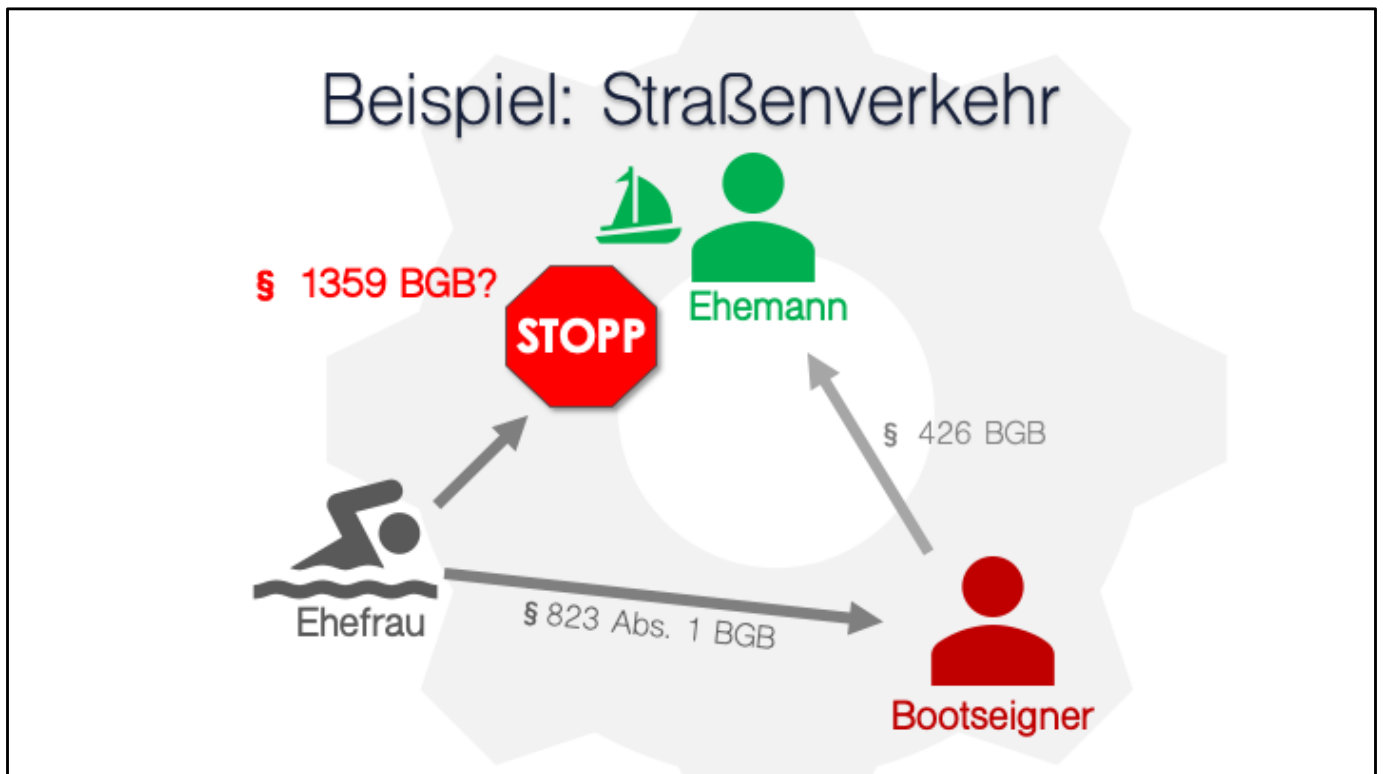 Beispiel: Straßenverkehr
§ 1359 BGB?
STOPP
Ehemann
§ 426 BGB
Ehefrau
§ 823 Abs. 1 BGB
Bootseigner